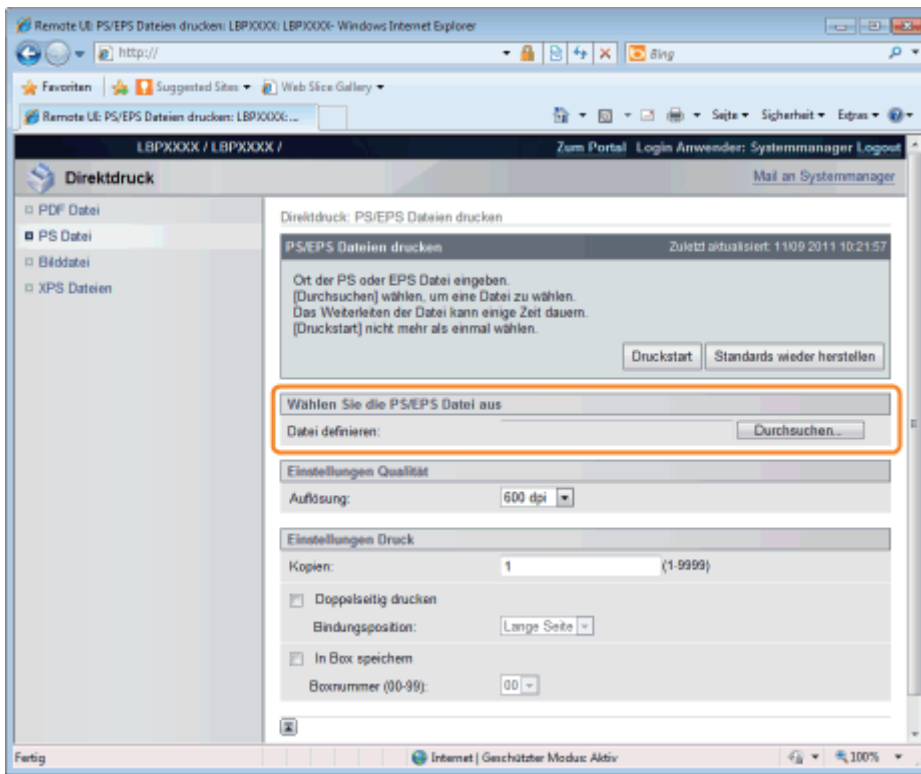 Remote UI: PS/EPS Dateien drucken: LBPXXXX: LBPXXXX- Windows Internet Explorer
http://
Bing
Favoriten Suggested Sites Web Slice Gallery
Remote UI: PS/EPS Dateien drucken: LBPXXXX:... Seite Sicherheit Extras
LBPXXXX / LBPXXXX / Zum Portal Login Anwender: Systemmanager Logout
Direktdruck Mail an Systemmanager
PDF Datei
PS Datei
Bilddatei
XPS Dateien
Direktdruck: PS/EPS Dateien drucken
PS/EPS Dateien drucken Zuletzt aktualisiert: 11/09 2011 10:21:57
Ort der PS oder EPS Datei eingeben.
[Durchsuchen] wählen, um eine Datei zu wählen.
Das Weiterleiten der Datei kann einige Zeit dauern.
[Druckstart] nicht mehr als einmal wählen.
Druckstart Standards wieder herstellen
Wählen Sie die PS/EPS Datei aus
Datei definieren: Durchsuchen...
Einstellungen Qualität
Auflösung: 600 dpi
Einstellungen Druck
Kopien: 1 (1-9999)
Doppelseitig drucken
Bindungsposition: Lange Seite
In Box speichern
Boxnummer (00-99): 00
Fertig Internet | Geschützter Modus: Aktiv 100%